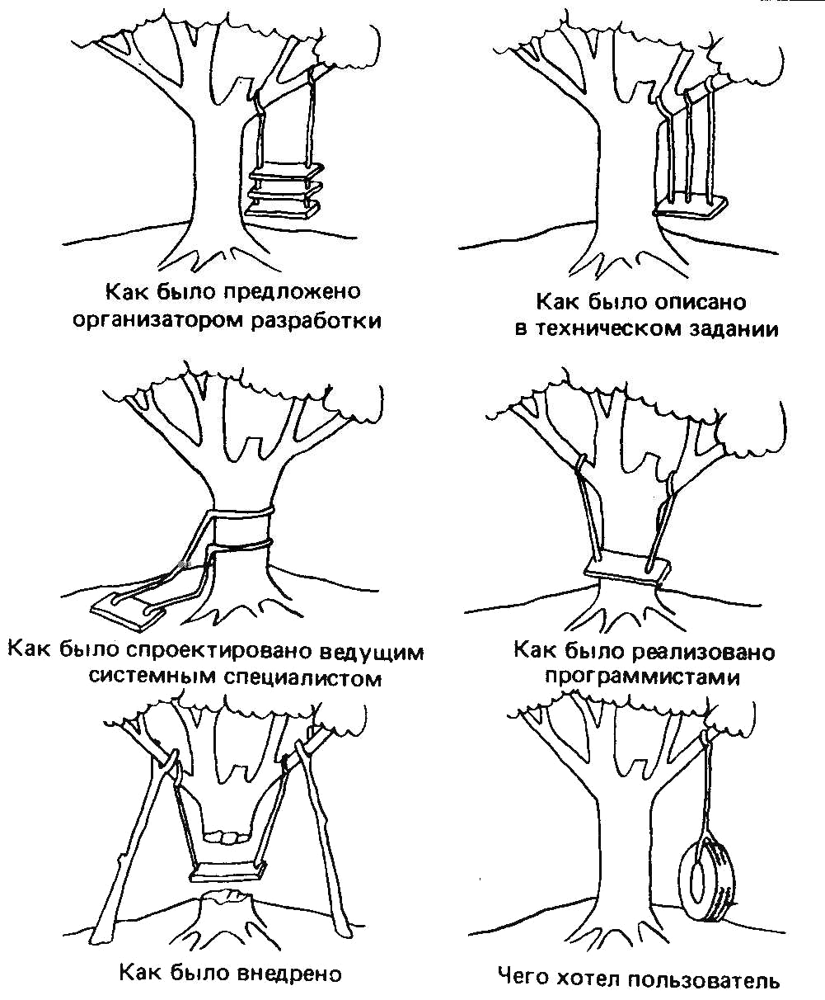 Как было предложено
организатором разработки
Как было описано
в техническом задании
Как было спроектировано ведущим
системным специалистом
Как было реализовано
программистами
Как было внедрено
Чего хотел пользователь